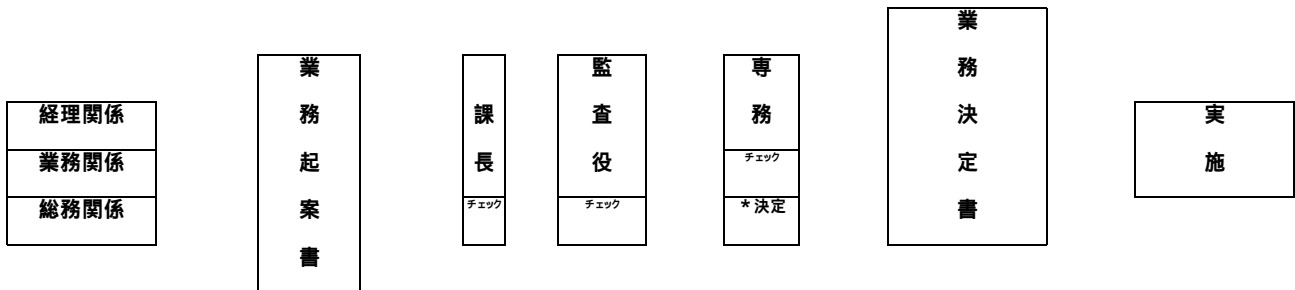 経理関係
業務関係
総務関係
業務起案書
課長
チェック
監査役
チェック
専務
チェック
*決定
業務決定書
実施